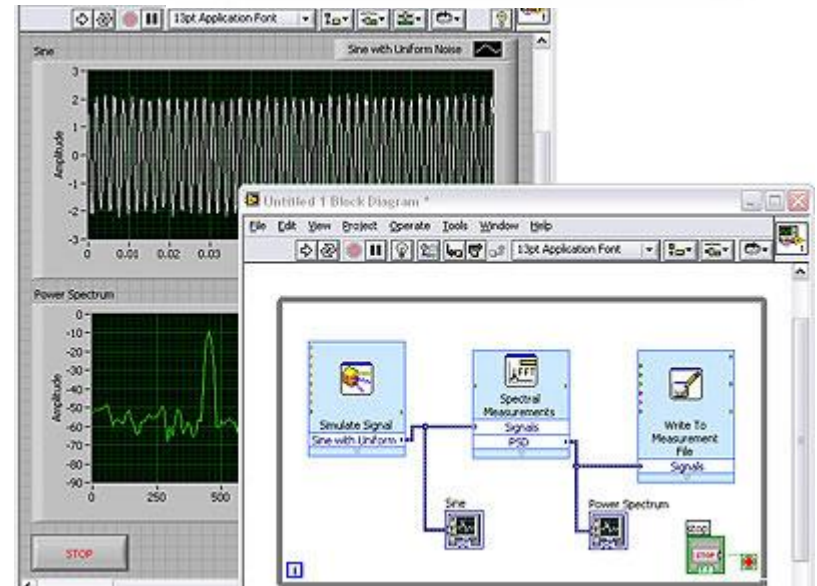 13pt Application Font
Sine
Sine with Uniform Noise
3
2
1
0
-1
-2
-3
Amplitude
0 0.01 0.02 0.03
Power Spectrum
0
-10
-20
-30
-40
-50
-60
-70
-80
-90
Amplitude
0 250 500
STOP
Untitled 1 Block Diagram *
File Edit View Project Operate Tools Window Help
13pt Application Font
1
Simulate Signal
Sine with Uniform
FFT
Spectral
Measurements
Signals
PSD
Write To
Measurement
File
Signals
Sine
Power Spectrum
stop
STOP
i